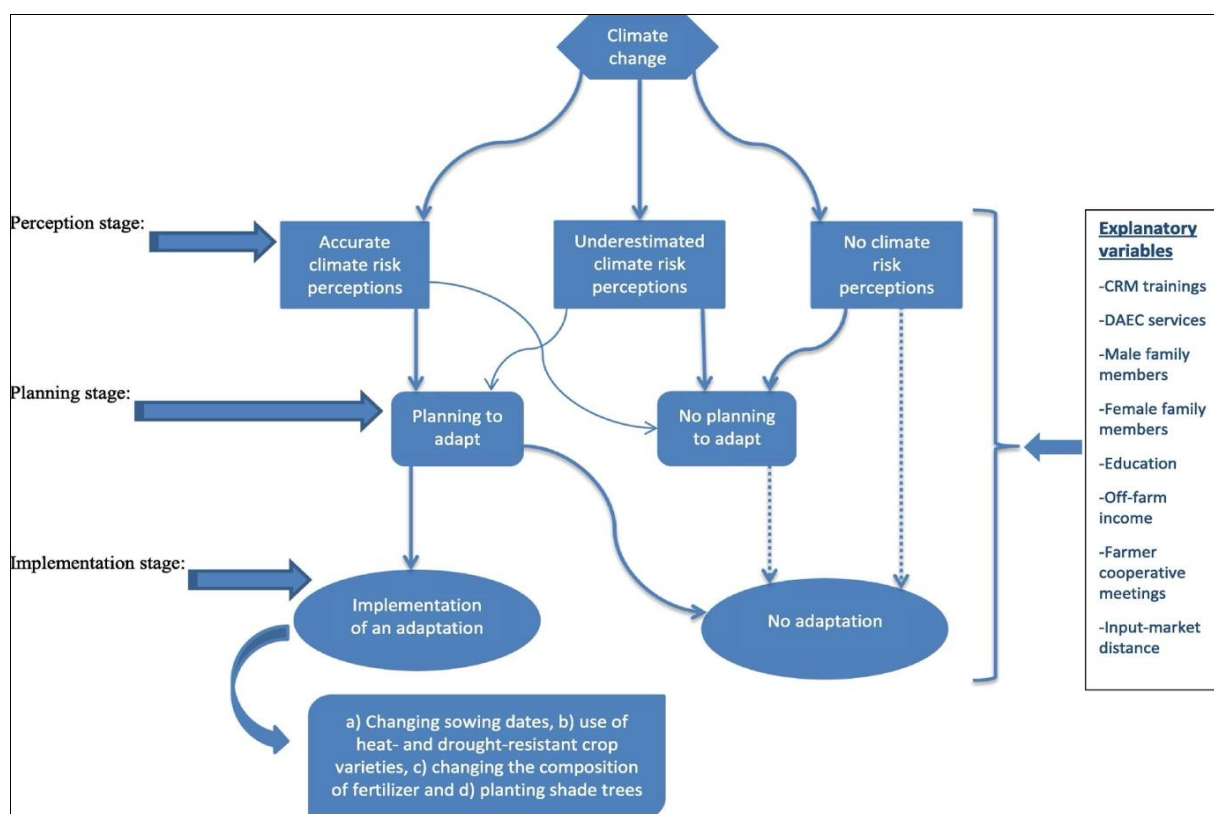 Climate
change
Perception stage:
Accurate
climate risk
perceptions
Underestimated
climate risk
perceptions
No climate
risk
perceptions
Planning stage:
Planning to
adapt
No planning
to adapt
Implementation stage:
Implementation
of an adaptation
No adaptation
a) Changing sowing dates, b) use of
heat- and drought-resistant crop
varieties, c) changing the composition
of fertilizer and d) planting shade trees
Explanatory
variables
-CRM trainings
-DAEC services
-Male family
members
-Female family
members
-Education
-Off-farm
income
-Farmer
cooperative
meetings
-Input-market
distance